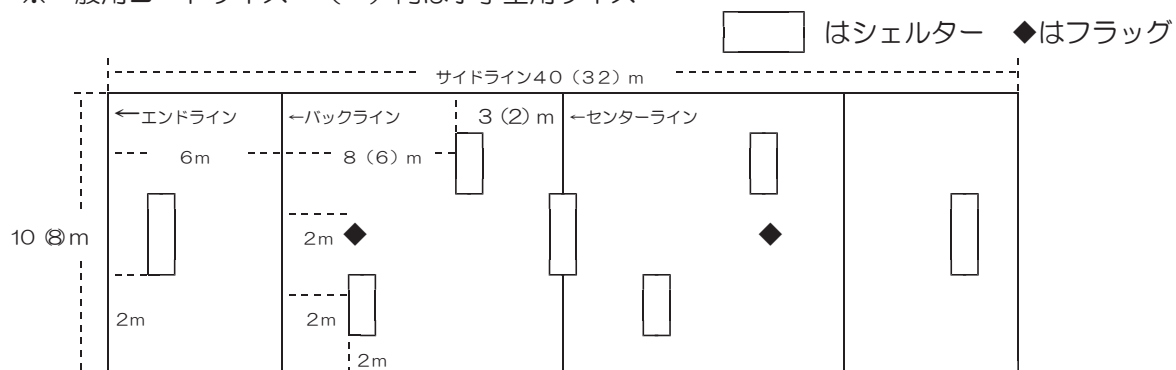 はシェルター ◆はフラッグ
サイドライン40(32)m
←エンドライン ←バックライン 3(2)m ←センターライン
6m 8(6)m
10(8)m
2m
2m 2m
2m